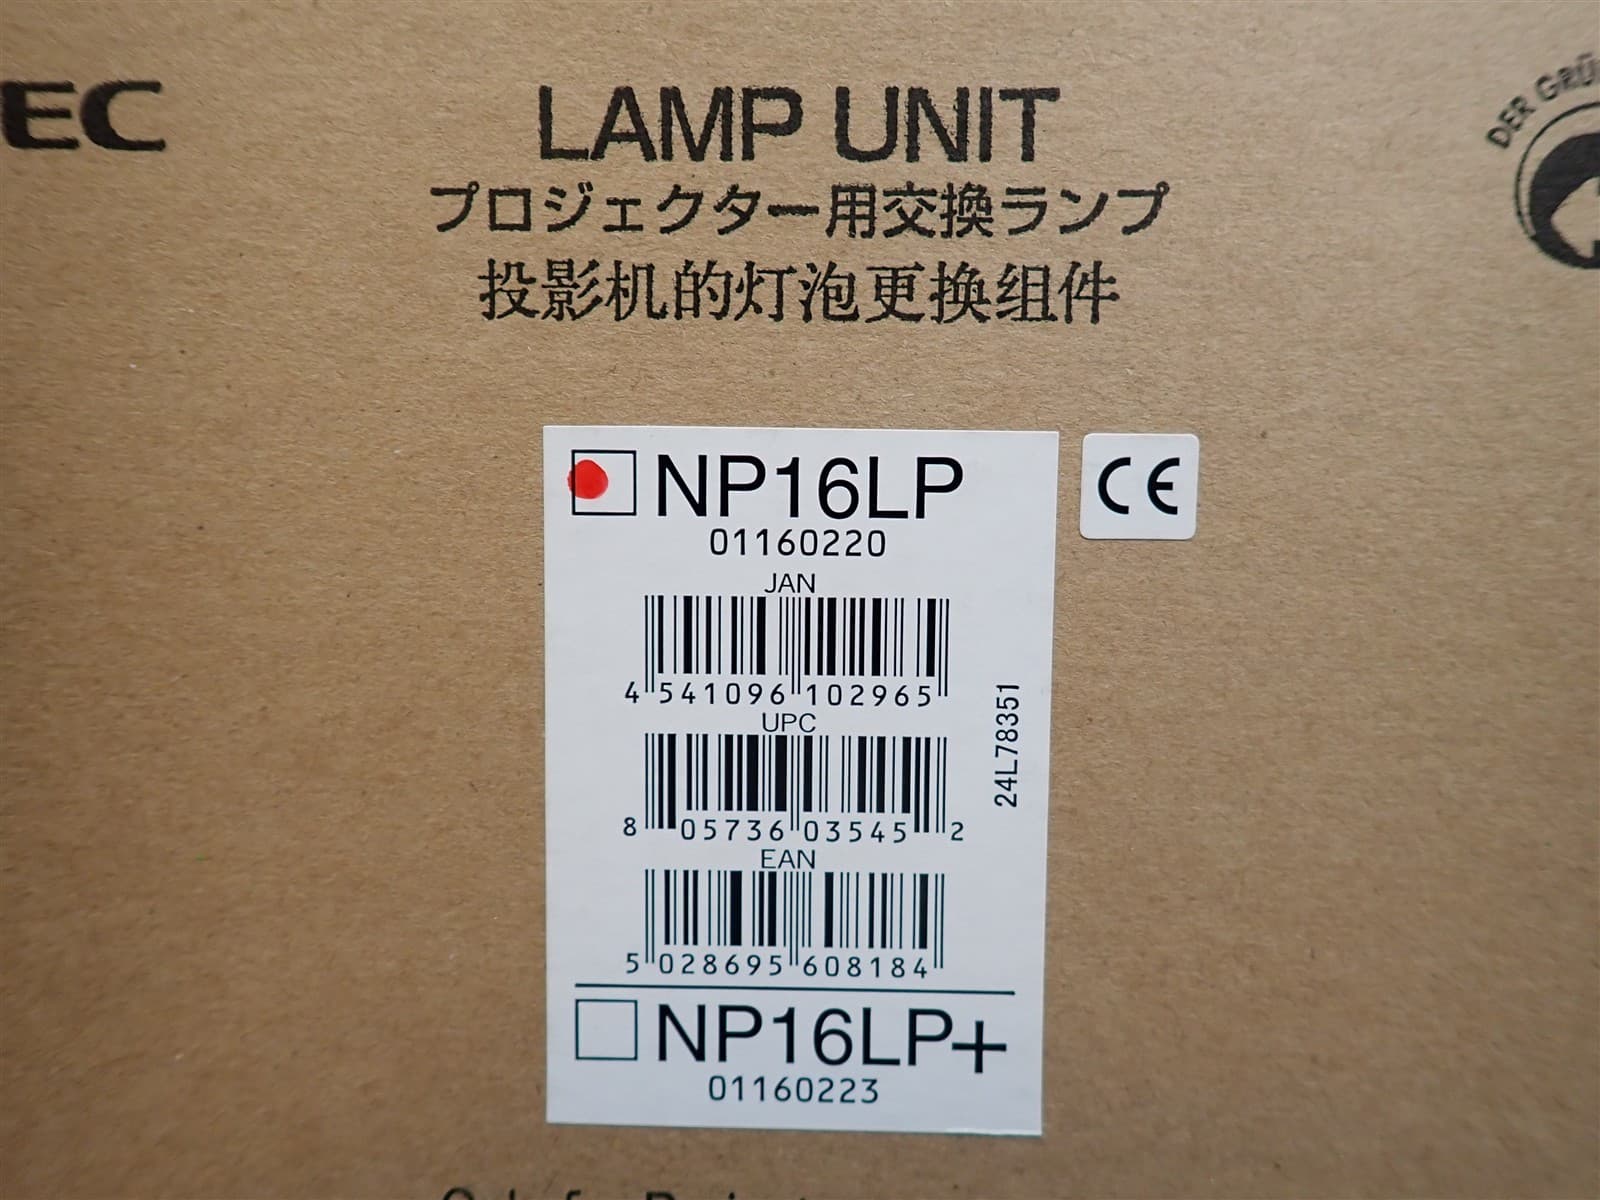 EC
LAMP UNIT
プロジェクター用交換ランプ
投影机的灯泡更换组件
DER GRÜ
NP16LP
CE
01160220
JAN
4 541096 102965
UPC
8 05736 03545 2
EAN
5 028695 608184
24L78351
NP16LP+
01160223